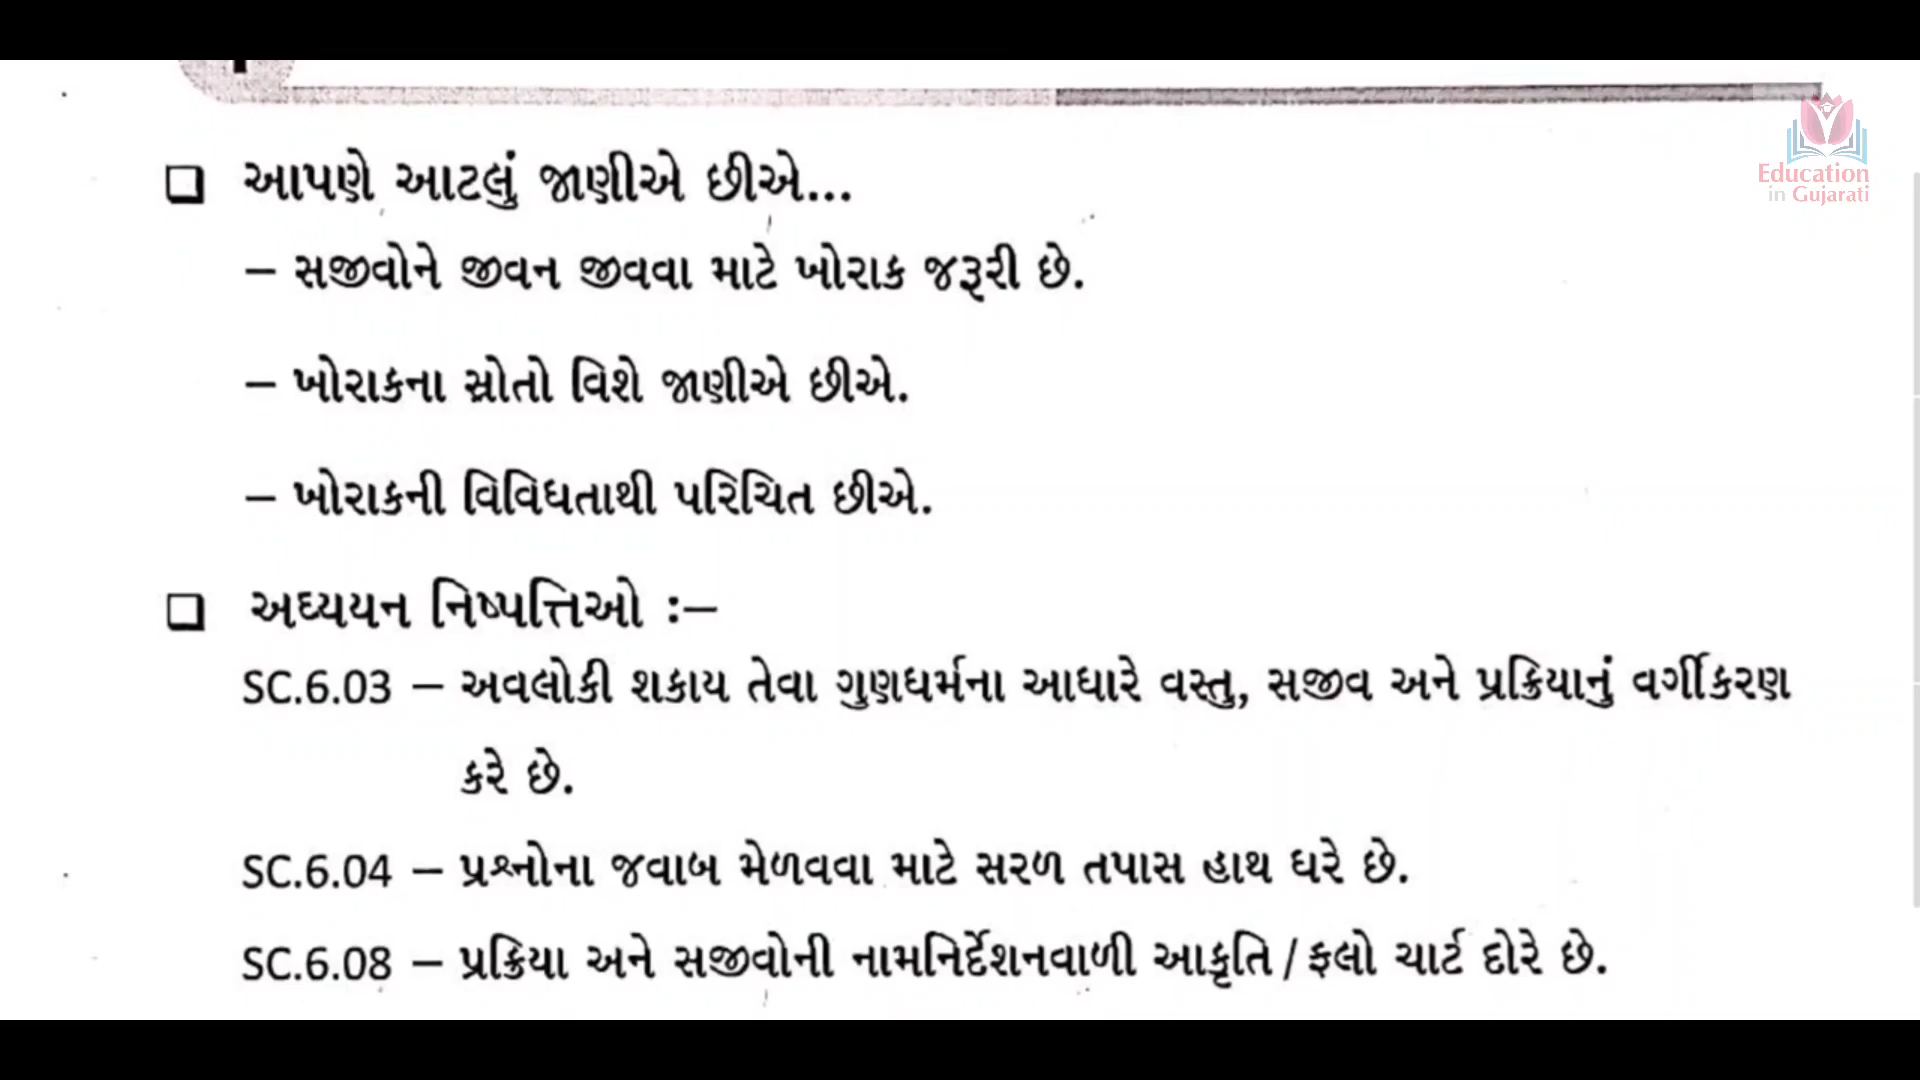 Education
in Gujarati
❑ આપણે આટલું જાણીએ છીએ...
– સજીવોને જીવન જીવવા માટે ખોરાક જરૂરી છે.
– ખોરાકના સ્રોતો વિશે જાણીએ છીએ.
– ખોરાકની વિવિધતાથી પરિચિત છીએ.
❑ અધ્યયન નિષ્પત્તિઓ :–
SC.6.03 – અવલોકી શકાય તેવા ગુણધર્મના આધારે વસ્તુ, સજીવ અને પ્રક્રિયાનું વર્ગીકરણ
કરે છે.
SC.6.04 – પ્રશ્નોના જવાબ મેળવવા માટે સરળ તપાસ હાથ ધરે છે.
SC.6.08 – પ્રક્રિયા અને સજીવોની નામનિર્દેશનવાળી આકૃતિ / ફલો ચાર્ટ દોરે છે.